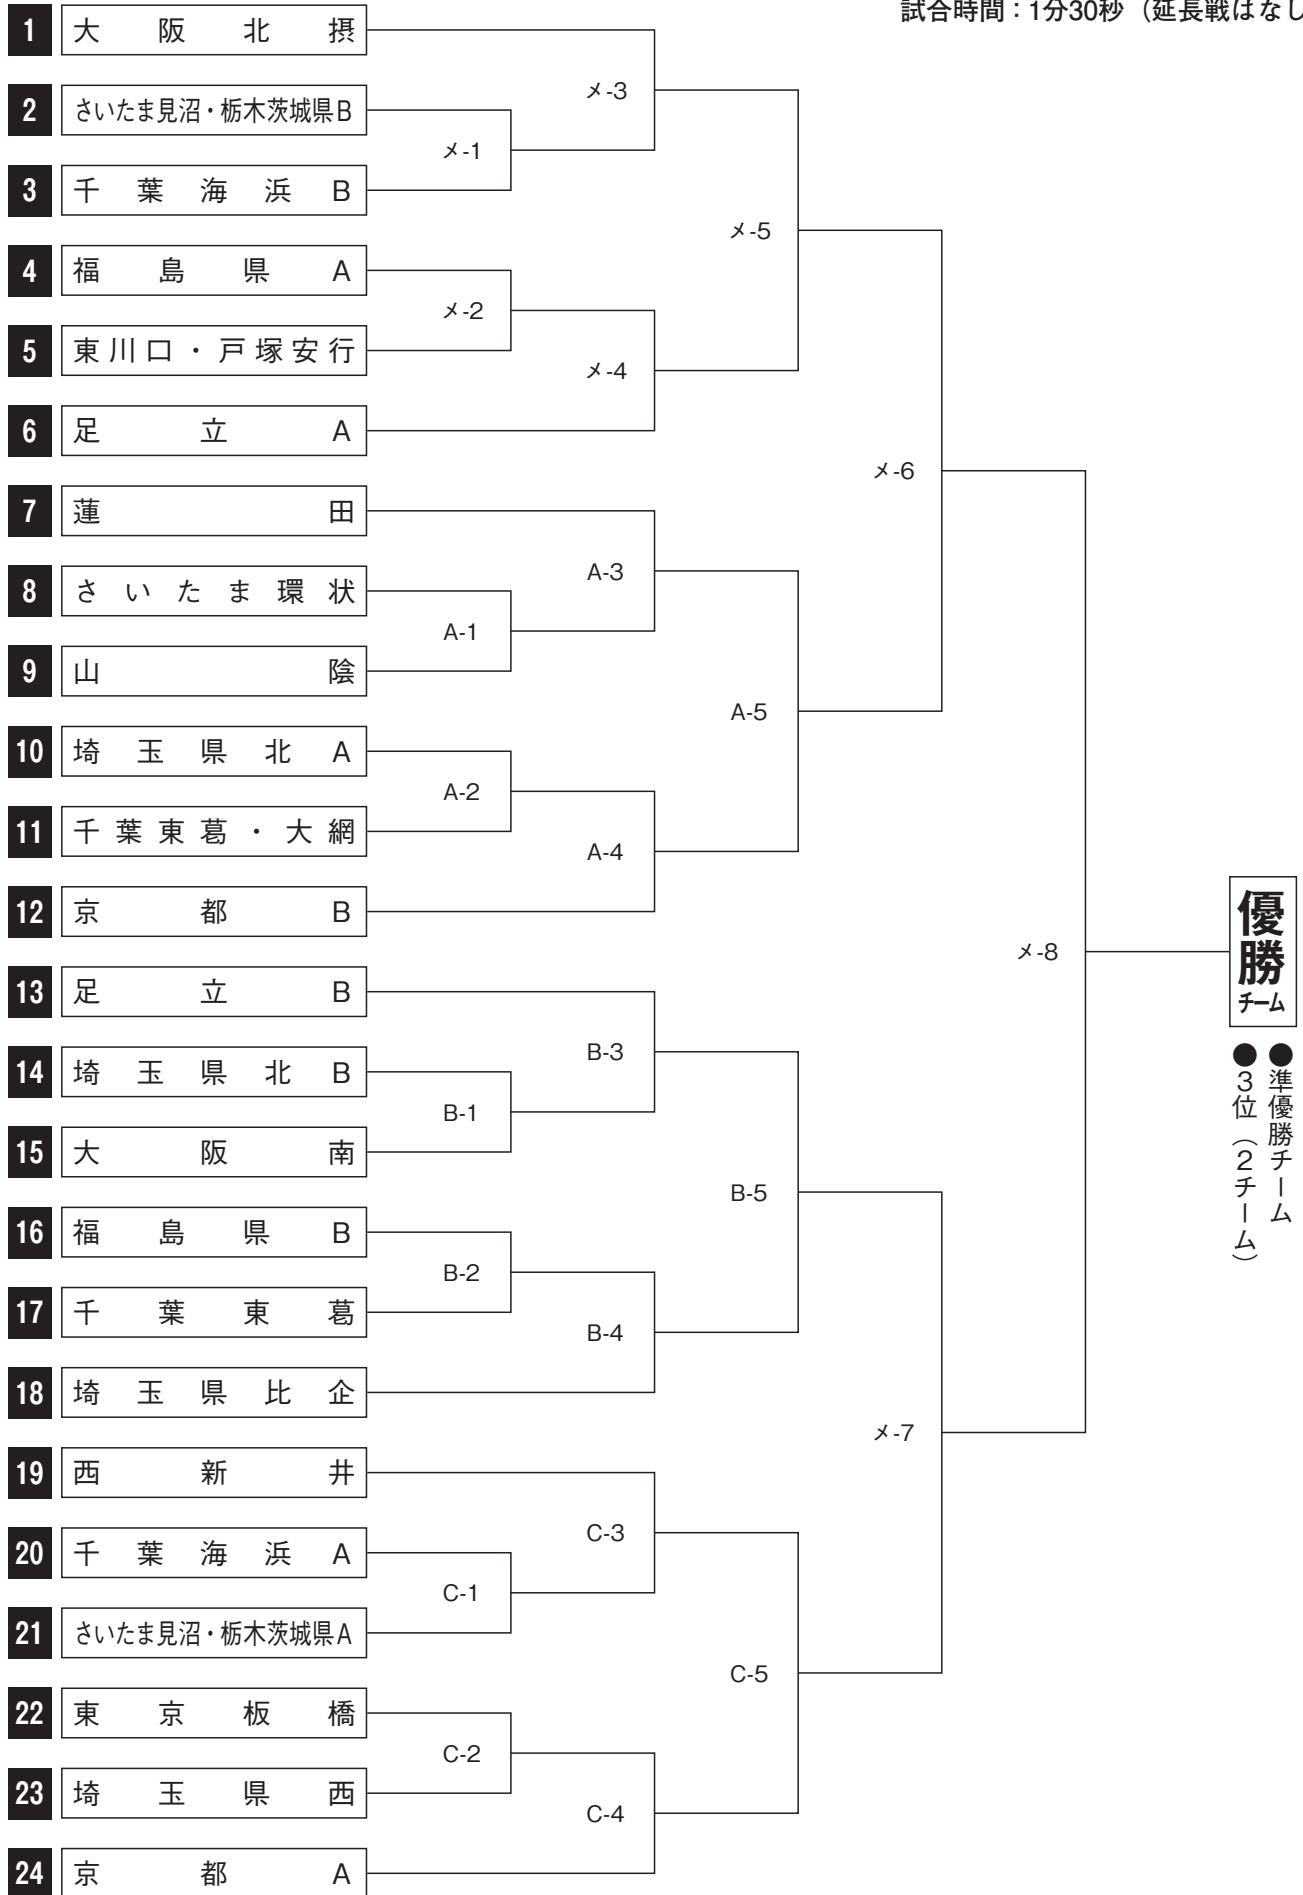 試合時間：1分30秒（延長戦はなし
1 大阪北摂
2 さいたま見沼・栃木茨城県B
3 千葉海浜B
4 福島県A
5 東川口・戸塚安行
6 足立A
7 蓮田
8 さいたま環状
9 山陰
10 埼玉県北A
11 千葉東葛・大網
12 京都B
13 足立B
14 埼玉県北B
15 大阪南
16 福島県B
17 千葉東葛
18 埼玉県比企
19 西新井
20 千葉海浜A
21 さいたま見沼・栃木茨城県A
22 東京板橋
23 埼玉県西
24 京都A
メ-1
メ-2
A-1
A-2
B-1
B-2
C-1
C-2
メ-3
メ-4
A-3
A-4
B-3
B-4
C-3
C-4
メ-5
A-5
B-5
C-5
メ-6
メ-7
メ-8
優勝
チーム
●準優勝チーム
●3位（2チーム）